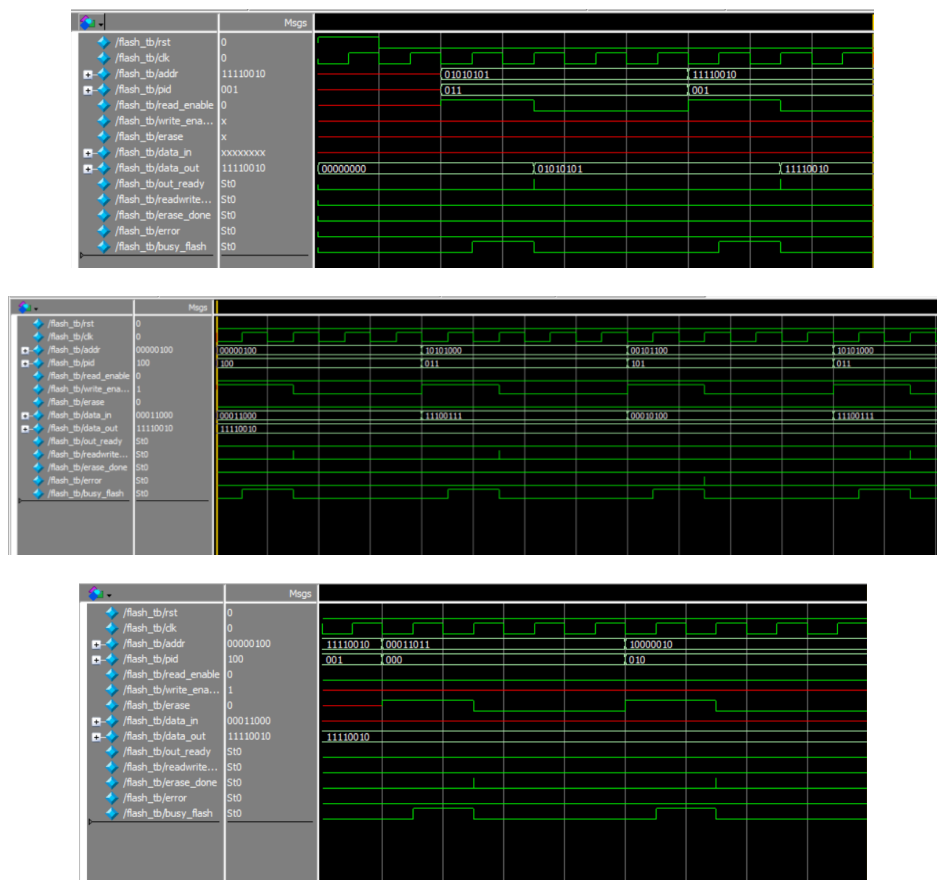 Msgs
/flash_tb/rst 0
/flash_tb/clk 0
/flash_tb/addr 11110010 01010101 11110010
/flash_tb/pid 001 011 001
/flash_tb/read_enable 0
/flash_tb/write_ena... x
/flash_tb/erase x
/flash_tb/data_in xxxxxxxx
/flash_tb/data_out 11110010 00000000 01010101 11110010
/flash_tb/out_ready St0
/flash_tb/readwrite... St0
/flash_tb/erase_done St0
/flash_tb/error St0
/flash_tb/busy_flash St0
Msgs
/flash_tb/rst 0
/flash_tb/clk 0
/flash_tb/addr 00000100 00000100 10101000 00101100 10101000
/flash_tb/pid 100 100 011 101 011
/flash_tb/read_enable 0
/flash_tb/write_ena... 1
/flash_tb/erase 0
/flash_tb/data_in 00011000 00011000 11100111 00010100 11100111
/flash_tb/data_out 11110010 11110010
/flash_tb/out_ready St0
/flash_tb/readwrite... St0
/flash_tb/erase_done St0
/flash_tb/error St0
/flash_tb/busy_flash St0
Msgs
/flash_tb/rst 0
/flash_tb/clk 0
/flash_tb/addr 00000100 11110010 00011011 10000010
/flash_tb/pid 100 001 000 010
/flash_tb/read_enable 0
/flash_tb/write_ena... 1
/flash_tb/erase 0
/flash_tb/data_in 00011000
/flash_tb/data_out 11110010 11110010
/flash_tb/out_ready St0
/flash_tb/readwrite... St0
/flash_tb/erase_done St0
/flash_tb/error St0
/flash_tb/busy_flash St0